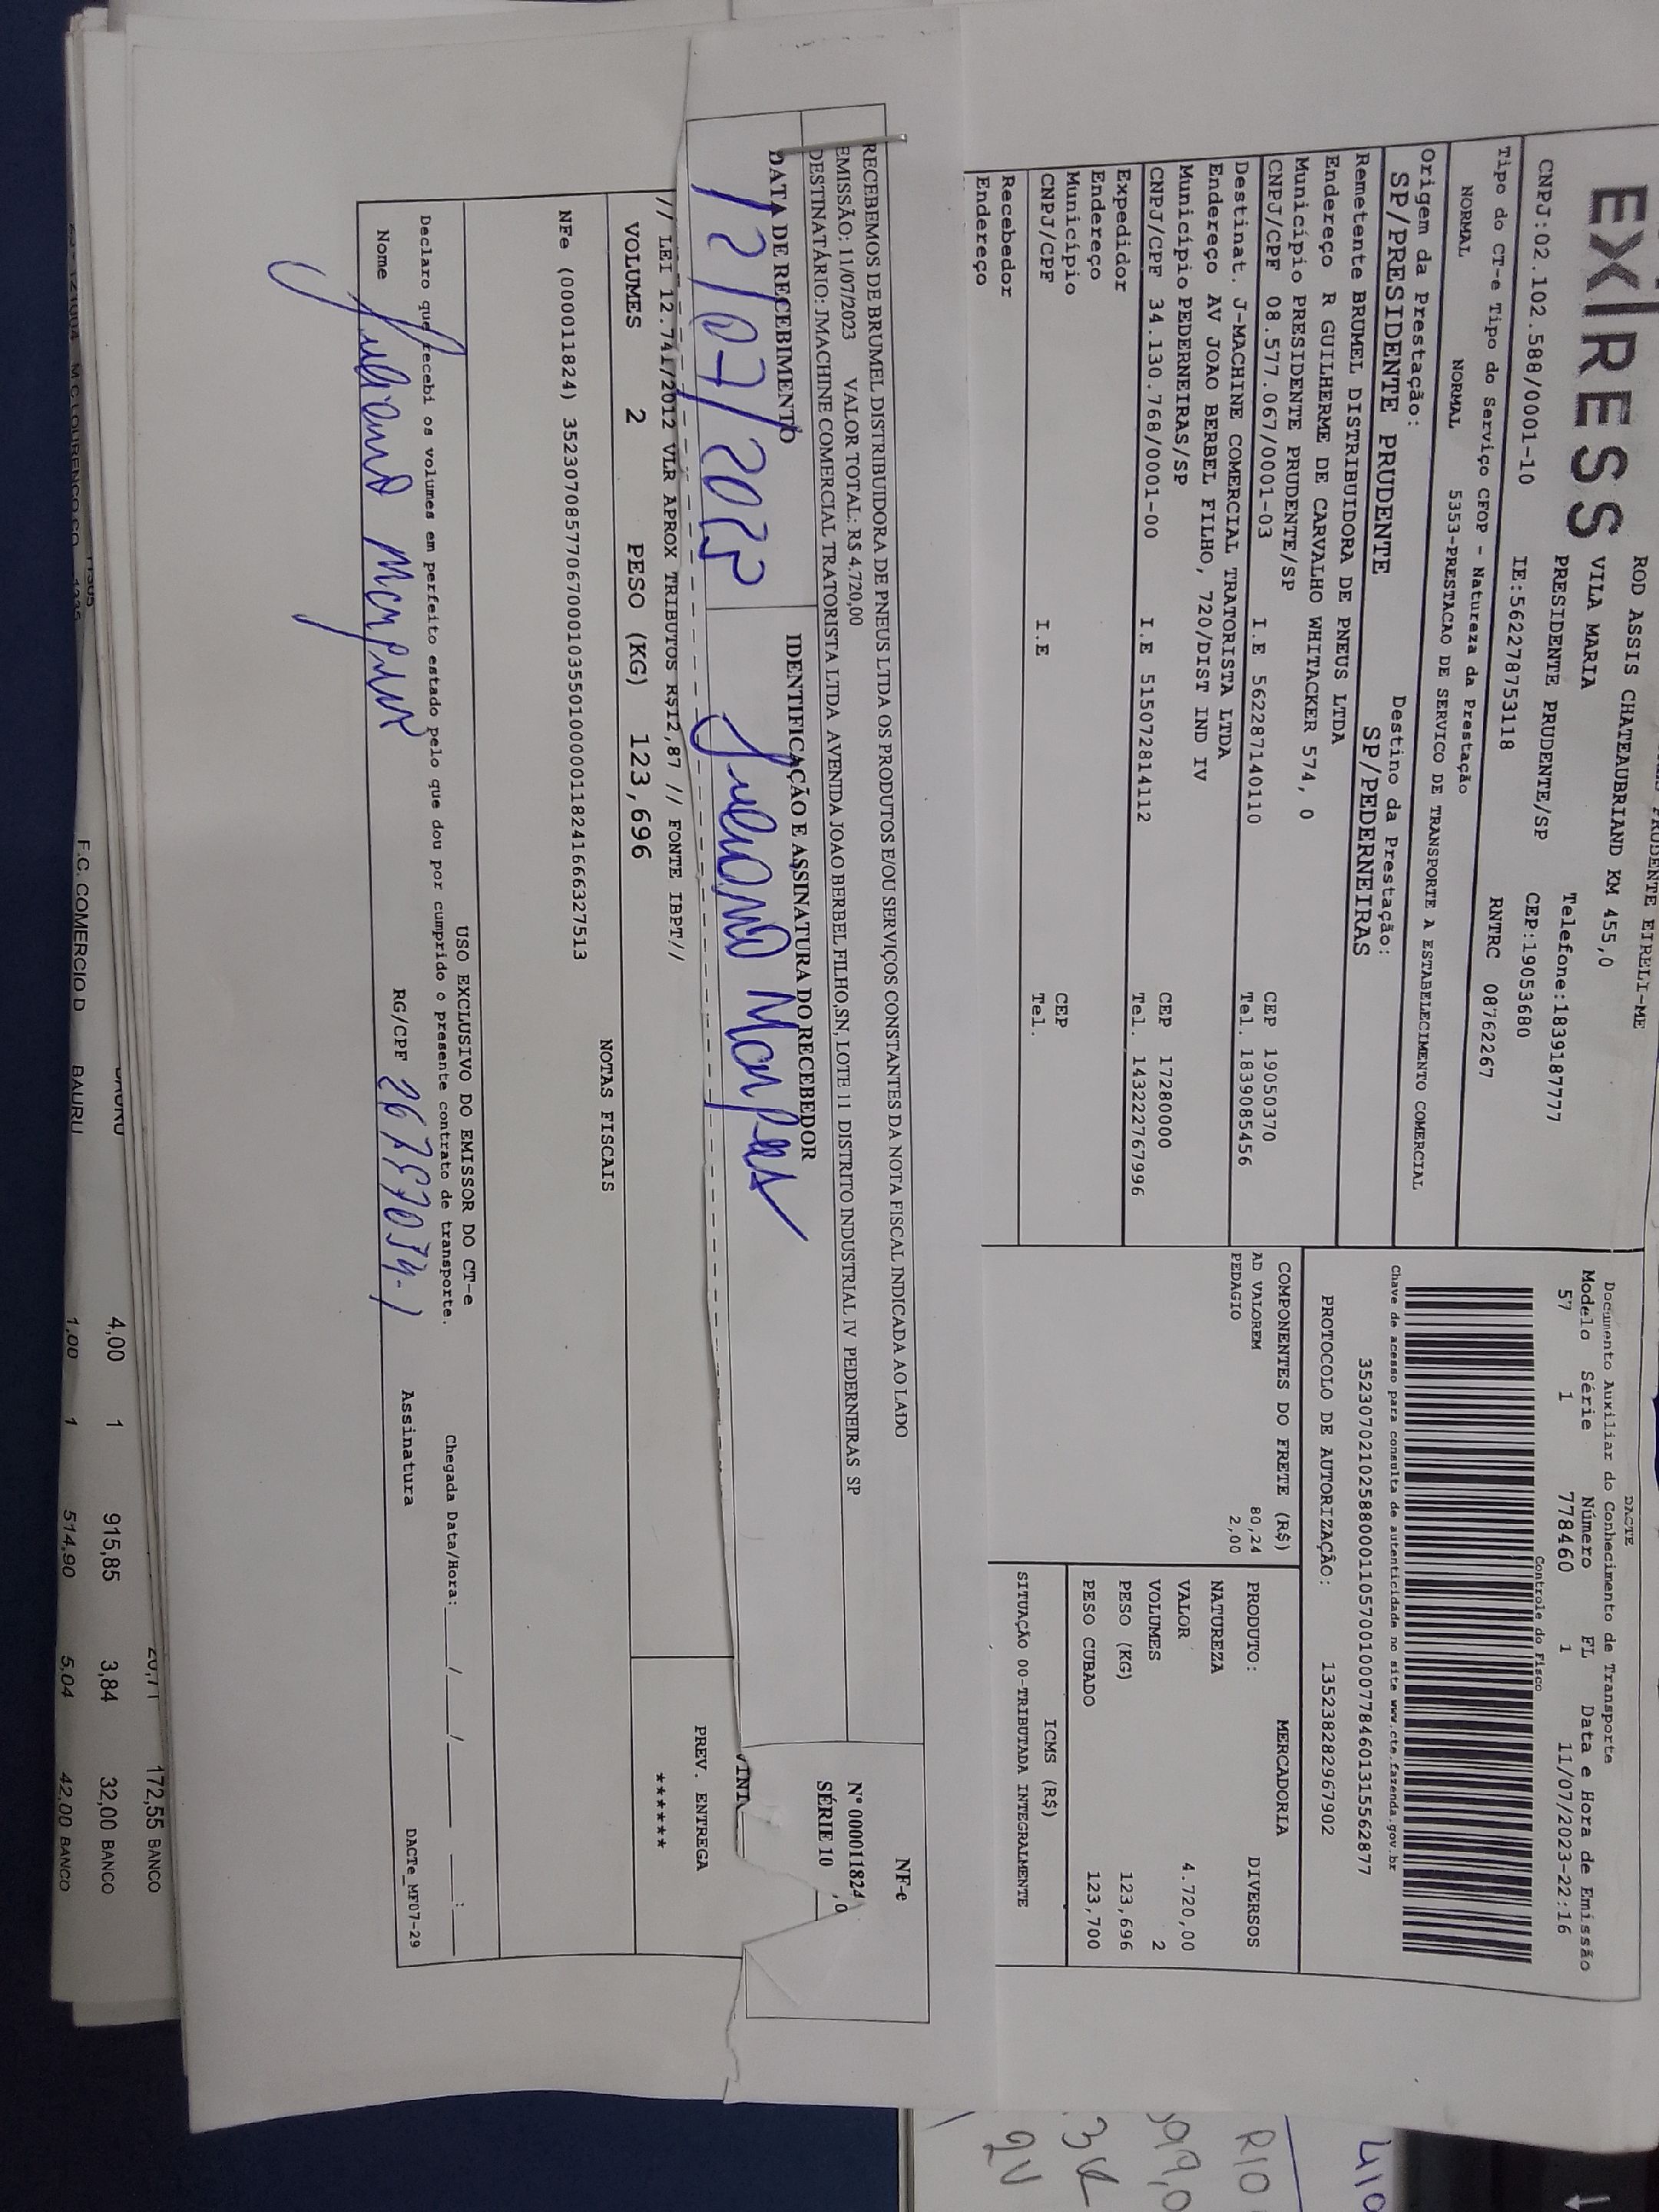 EXPRESS
PRUDENTE EIRELI-ME
ROD ASSIS CHATEAUBRIAND KM 455,0
VILA MARIA
PRESIDENTE PRUDENTE/SP Telefone:1839187777
CNPJ:02.102.588/0001-10 IE:562278753118 CEP:19053680
RNTRC 08762267
Tipo do CT-e Tipo do Serviço CFOP - Natureza da Prestação
NORMAL NORMAL 5353-PRESTACAO DE SERVICO DE TRANSPORTE A ESTABELECIMENTO COMERCIAL
Origem da Prestação: Destino da Prestação:
SP/PRESIDENTE PRUDENTE SP/PEDERNEIRAS
Remetente BRUMEL DISTRIBUIDORA DE PNEUS LTDA
Endereço R GUILHERME DE CARVALHO WHITACKER 574, 0
Município PRESIDENTE PRUDENTE/SP CEP 19050370
CNPJ/CPF 08.577.067/0001-03 I.E 562287140110 Tel. 1839085456
Destinat. J-MACHINE COMERCIAL TRATORISTA LTDA
Endereço AV JOAO BERBEL FILHO, 720/DIST IND IV
Município PEDERNEIRAS/SP CEP 17280000
CNPJ/CPF 34.130.768/0001-00 I.E 515072814112 Tel. 14322276​7996
Expedidor
Endereço
Município CEP
CNPJ/CPF I.E Tel.
Recebedor
Endereço
DACTE
Documento Auxiliar do Conhecimento de Transporte
Modelo Série Número FL Data e Hora de Emissão
57 1 778460 1 11/07/2023-22:16
Controle do Fisco
Chave de acesso para consulta de autenticidade no site www.cte.fazenda.gov.br
35230702102588000110570010007784601315562877
PROTOCOLO DE AUTORIZAÇÃO: 135238282967902
COMPONENTES DO FRETE (R$)
AD VALOREM 80,24
PEDAGIO 2,00
MERCADORIA
PRODUTO: DIVERSOS
NATUREZA
VALOR 4.720,00
VOLUMES 2
PESO (KG) 123,696
PESO CUBADO 123,700
ICMS (R$)
SITUAÇÃO 00-TRIBUTADA INTEGRALMENTE
RECEBEMOS DE BRUMEL DISTRIBUIDORA DE PNEUS LTDA OS PRODUTOS E/OU SERVIÇOS CONSTANTES DA NOTA FISCAL INDICADA AO LADO
EMISSÃO: 11/07/2023 VALOR TOTAL: R$ 4.720,00
DESTINATÁRIO: JMACHINE COMERCIAL TRATORISTA LTDA AVENIDA JOAO BERBEL FILHO,SN, LOTE 11 DISTRITO INDUSTRIAL IV PEDERNEIRAS SP
DATA DE RECEBIMENTO IDENTIFICAÇÃO E ASSINATURA DO RECEBEDOR
12/07/2023 Juliano
NF-e
Nº 000011824
SÉRIE 10
// LEI 12.741/2012 VLR APROX TRIBUTOS R$12,87 // FONTE IBPT//
VOLUMES 2 PESO (KG) 123,696
PREV. ENTREGA
******
NOTAS FISCAIS
NFe (000011824) 35230708577067000103550100000118241666327513
USO EXCLUSIVO DO EMISSOR DO CT-e
Declaro que recebi os volumes em perfeito estado pelo que dou por cumprido o presente contrato de transporte.
Chegada Data/Hora:____/____/____ ____:____
Nome Juliano RG/CPF Assinatura
DACTe_MF07-29
172,55 BANCO
4,00 1 915,85 3,84 32,00 BANCO
F.C. COMERCIO D BAURU 1,00 1 514,90 5,04 42,00 BANCO